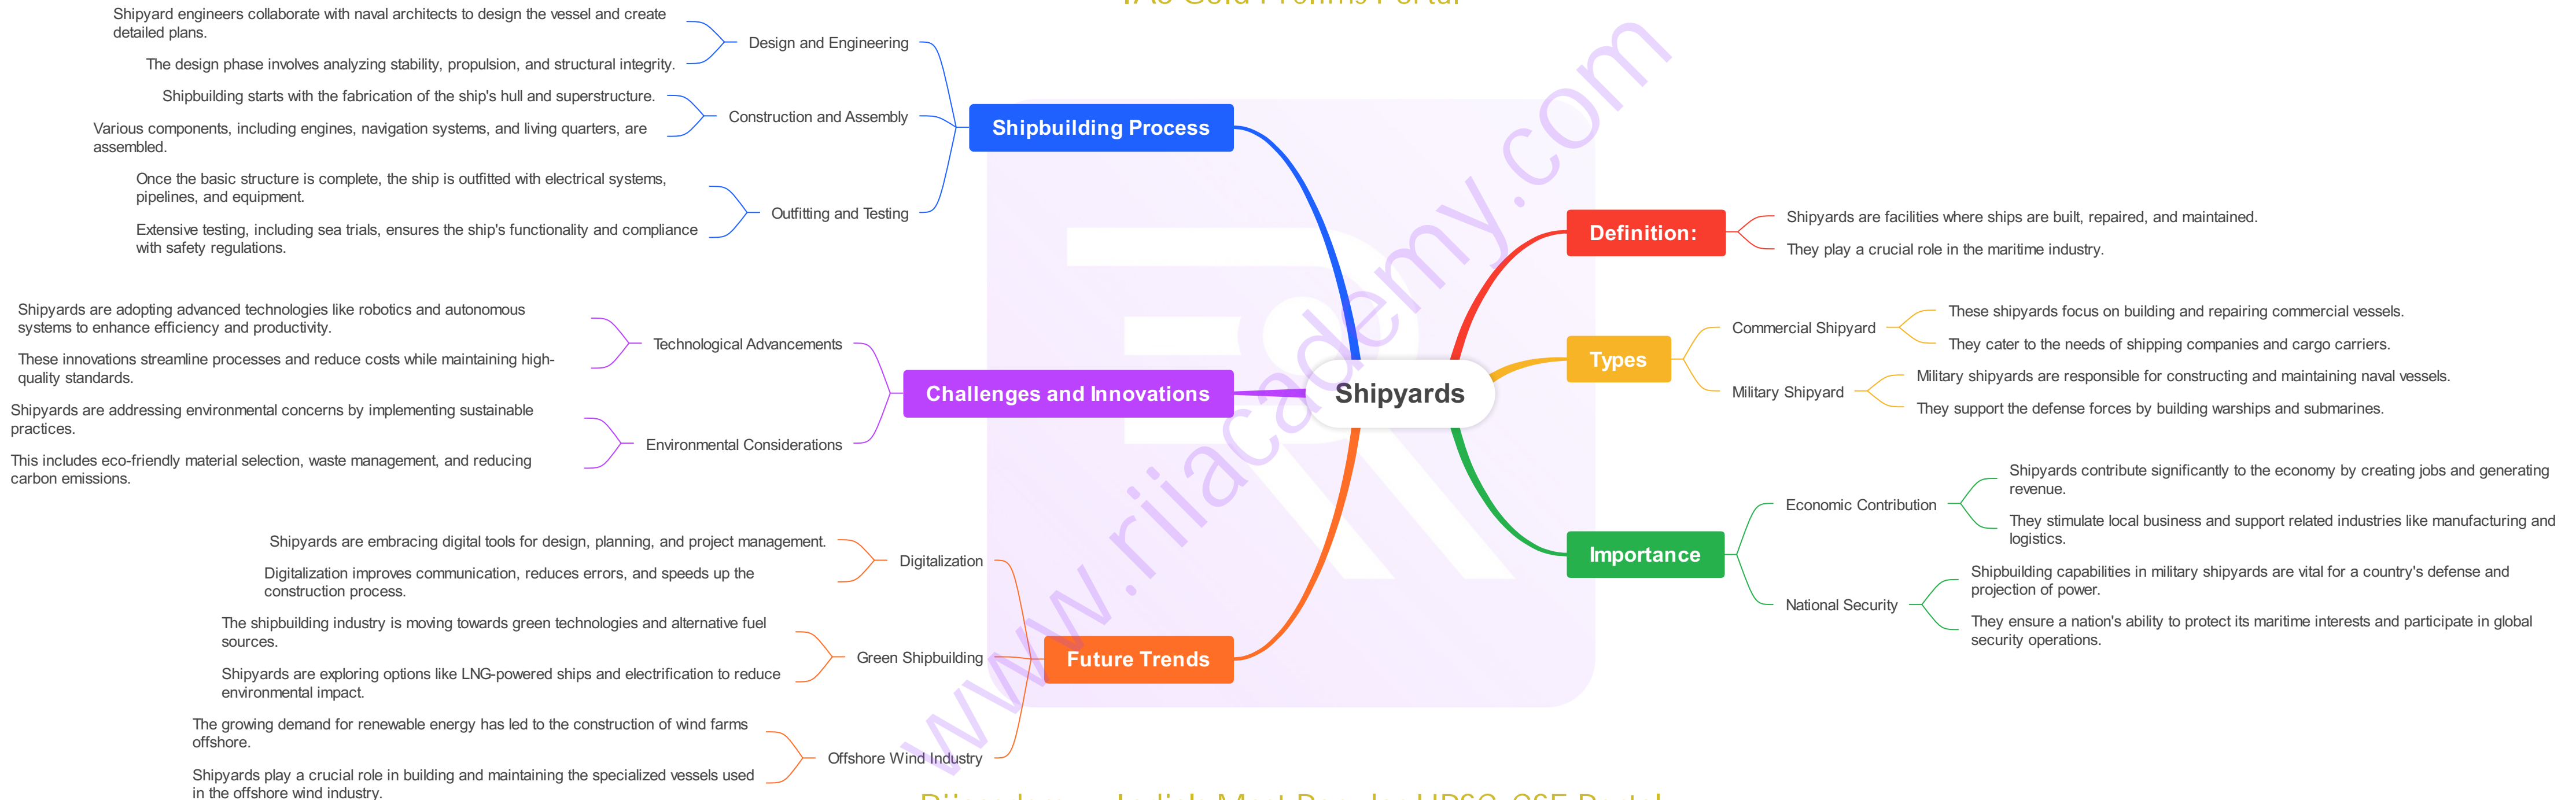 Shipyards
Definition:
Shipyards are facilities where ships are built, repaired, and maintained.
They play a crucial role in the maritime industry.
Types
Commercial Shipyard
These shipyards focus on building and repairing commercial vessels.
They cater to the needs of shipping companies and cargo carriers.
Military Shipyard
Military shipyards are responsible for constructing and maintaining naval vessels.
They support the defense forces by building warships and submarines.
Importance
Economic Contribution
Shipyards contribute significantly to the economy by creating jobs and generating
revenue.
They stimulate local business and support related industries like manufacturing and
logistics.
National Security
Shipbuilding capabilities in military shipyards are vital for a country's defense and
projection of power.
They ensure a nation's ability to protect its maritime interests and participate in global
security operations.
Shipbuilding Process
Design and Engineering
Shipyard engineers collaborate with naval architects to design the vessel and create
detailed plans.
The design phase involves analyzing stability, propulsion, and structural integrity.
Construction and Assembly
Shipbuilding starts with the fabrication of the ship's hull and superstructure.
Various components, including engines, navigation systems, and living quarters, are
assembled.
Outfitting and Testing
Once the basic structure is complete, the ship is outfitted with electrical systems,
pipelines, and equipment.
Extensive testing, including sea trials, ensures the ship's functionality and compliance
with safety regulations.
Challenges and Innovations
Technological Advancements
Shipyards are adopting advanced technologies like robotics and autonomous
systems to enhance efficiency and productivity.
These innovations streamline processes and reduce costs while maintaining high-
quality standards.
Environmental Considerations
Shipyards are addressing environmental concerns by implementing sustainable
practices.
This includes eco-friendly material selection, waste management, and reducing
carbon emissions.
Future Trends
Digitalization
Shipyards are embracing digital tools for design, planning, and project management.
Digitalization improves communication, reduces errors, and speeds up the
construction process.
Green Shipbuilding
The shipbuilding industry is moving towards green technologies and alternative fuel
sources.
Shipyards are exploring options like LNG-powered ships and electrification to reduce
environmental impact.
Offshore Wind Industry
The growing demand for renewable energy has led to the construction of wind farms
offshore.
Shipyards play a crucial role in building and maintaining the specialized vessels used
in the offshore wind industry.
www.rijiacademy.com